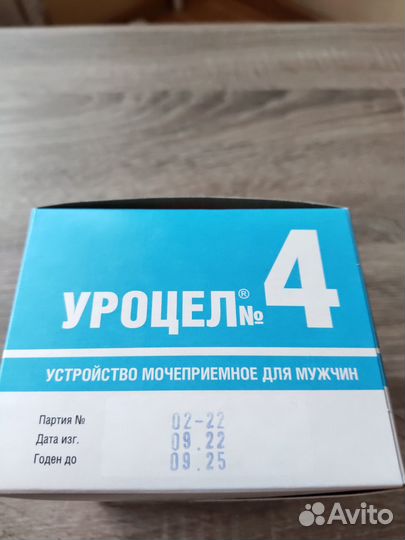 УРОЦЕЛ® № 4
УСТРОЙСТВО МОЧЕПРИЕМНОЕ ДЛЯ МУЖЧИН
Партия № 02-22
Дата изг. 09.22
Годен до 09.25
Avito